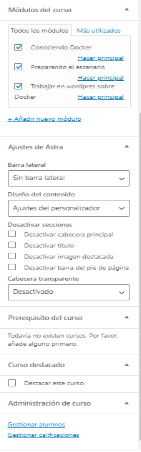 Módulos del curso
Todos los módulos Más utilizados
Conociendo Docker
Hacer principal
Preparando el escenario
Hacer principal
Trabajar en wordpres sobre
Docker Hacer principal
+ Añadir nuevo módulo
Ajustes de Astra
Barra lateral
Sin barra lateral
Diseño del contenido
Ajustes del personalizador
Desactivar secciones
Desactivar cabecera principal
Desactivar título
Desactivar imagen destacada
Desactivar barra del pie de página
Cabecera transparente
Desactivado
Prerequisito del curso
Todavía no existen cursos. Por favor,
añade alguno primero.
Curso destacado
Destacar este curso
Administración de curso
Gestionar alumnos
Gestionar calificaciones